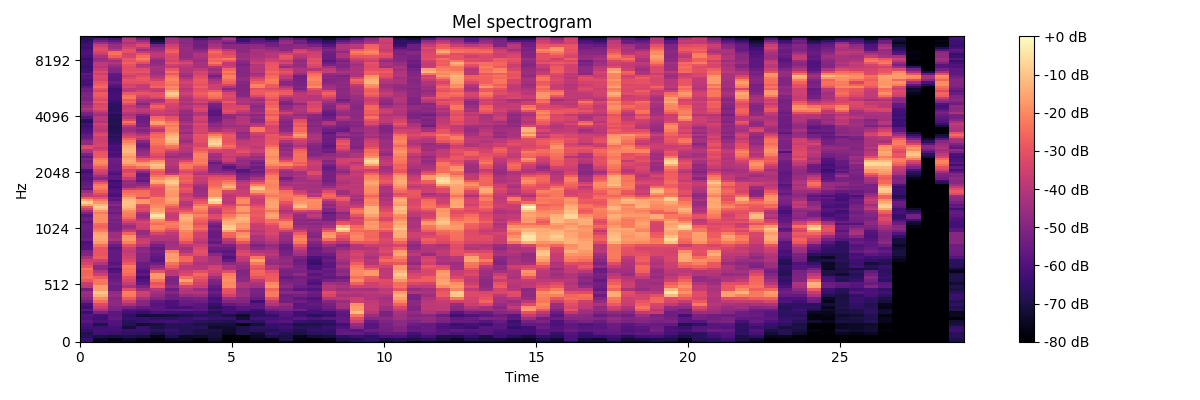 Mel spectrogram
8192
4096
2048
1024
512
0
Hz
0 5 10 15 20 25
Time
+0 dB
-10 dB
-20 dB
-30 dB
-40 dB
-50 dB
-60 dB
-70 dB
-80 dB